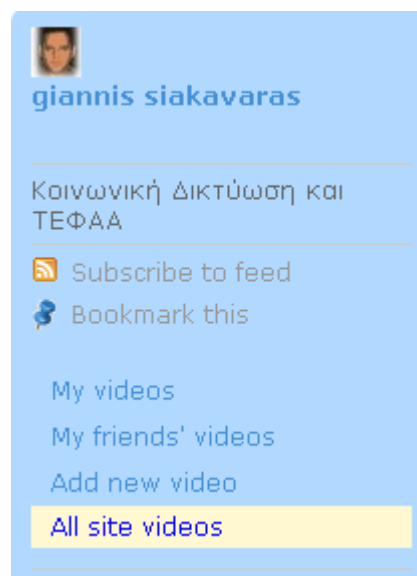 giannis siakavaras
Κοινωνική Δικτύωση και
ΤΕΦΑΑ
Subscribe to feed
Bookmark this
My videos
My friends' videos
Add new video
All site videos